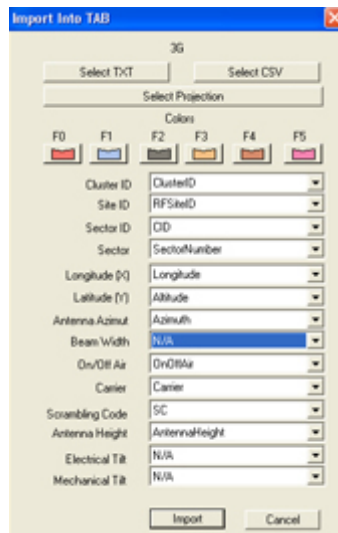 Import Into TAB
3G
Select TXT Select CSV
Select Projection
Colors
F0 F1 F2 F3 F4 F5
Cluster ID ClusterID
Site ID RFSiteID
Sector ID CID
Sector SectorNumber
Longitude (X) Longitude
Latitude (Y) Altitude
Antenna Azimut Azimuth
Beam Width N/A
On/Off Air OnOffAir
Carrier Carrier
Scrambling Code SC
Antenna Height AntennaHeight
Electrical Tilt N/A
Mechanical Tilt N/A
Import Cancel